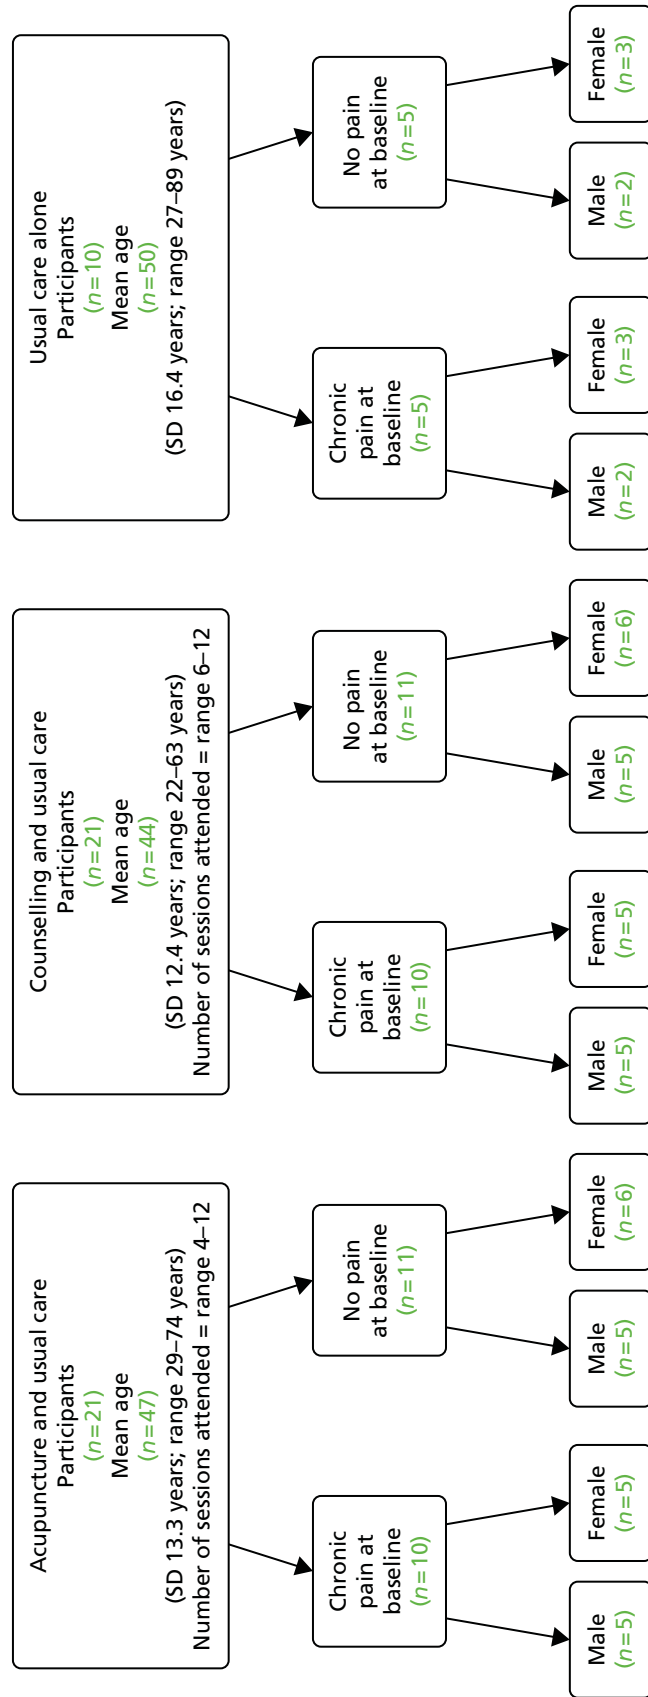 Acupuncture and usual care
Participants
(n=21)
Mean age
(n=47)
(SD 13.3 years; range 29–74 years)
Number of sessions attended = range 4–12
Chronic
pain at
baseline
(n=10)
Male
(n=5)
Female
(n=5)
No pain
at baseline
(n=11)
Male
(n=5)
Female
(n=6)
Counselling and usual care
Participants
(n=21)
Mean age
(n=44)
(SD 12.4 years; range 22–63 years)
Number of sessions attended = range 6–12
Chronic
pain at
baseline
(n=10)
Male
(n=5)
Female
(n=5)
No pain
at baseline
(n=11)
Male
(n=5)
Female
(n=6)
Usual care alone
Participants
(n=10)
Mean age
(n=50)
(SD 16.4 years; range 27–89 years)
Chronic
pain at
baseline
(n=5)
Male
(n=2)
Female
(n=3)
No pain
at baseline
(n=5)
Male
(n=2)
Female
(n=3)